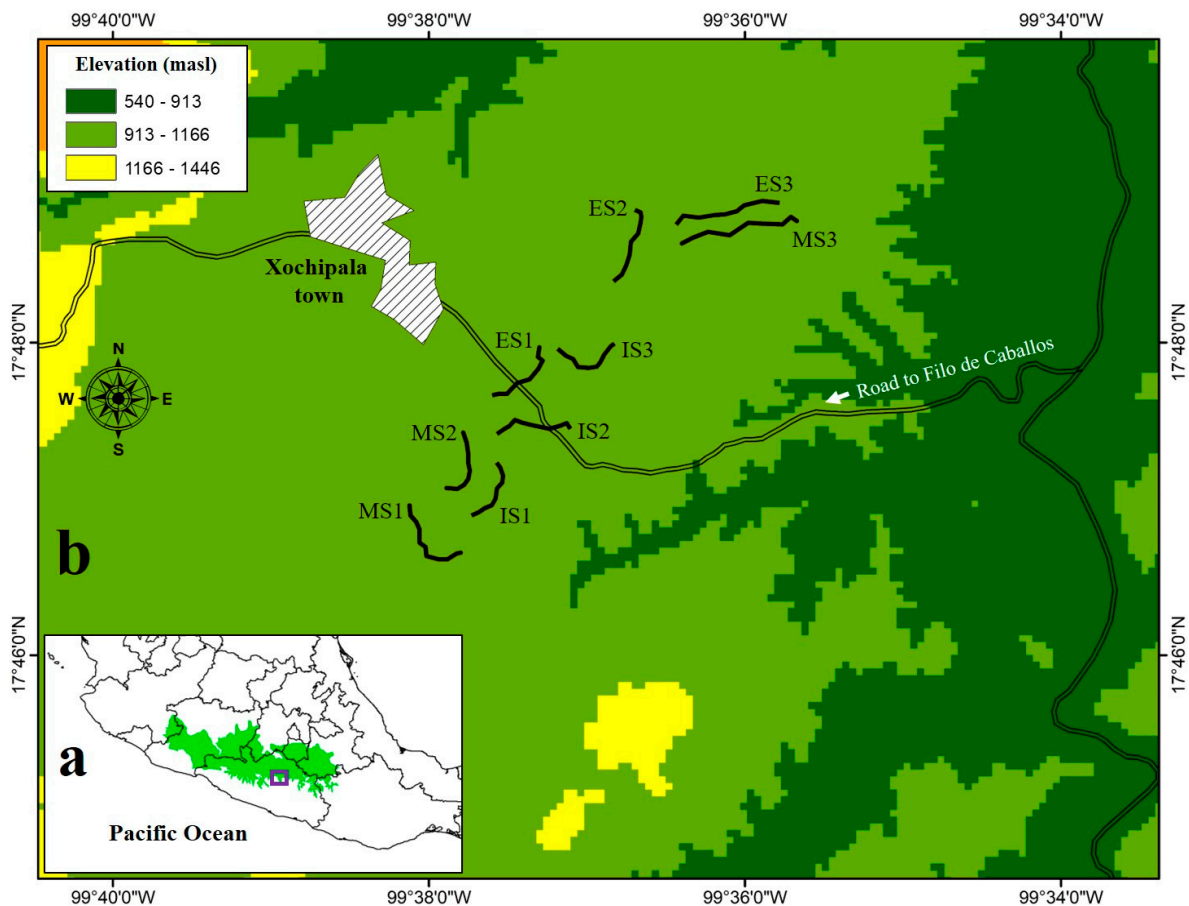 99°40'0"W 99°38'0"W 99°36'0"W 99°34'0"W
Elevation (masl)
540 - 913
913 - 1166
1166 - 1446
ES3
ES2
MS3
Xochipala
town
17°48'0"N
17°48'0"N
ES1
IS3
Road to Filo de Caballos
N
W E
S
MS2
IS2
MS1
IS1
b
17°46'0"N
17°46'0"N
a
Pacific Ocean
99°40'0"W 99°38'0"W 99°36'0"W 99°34'0"W